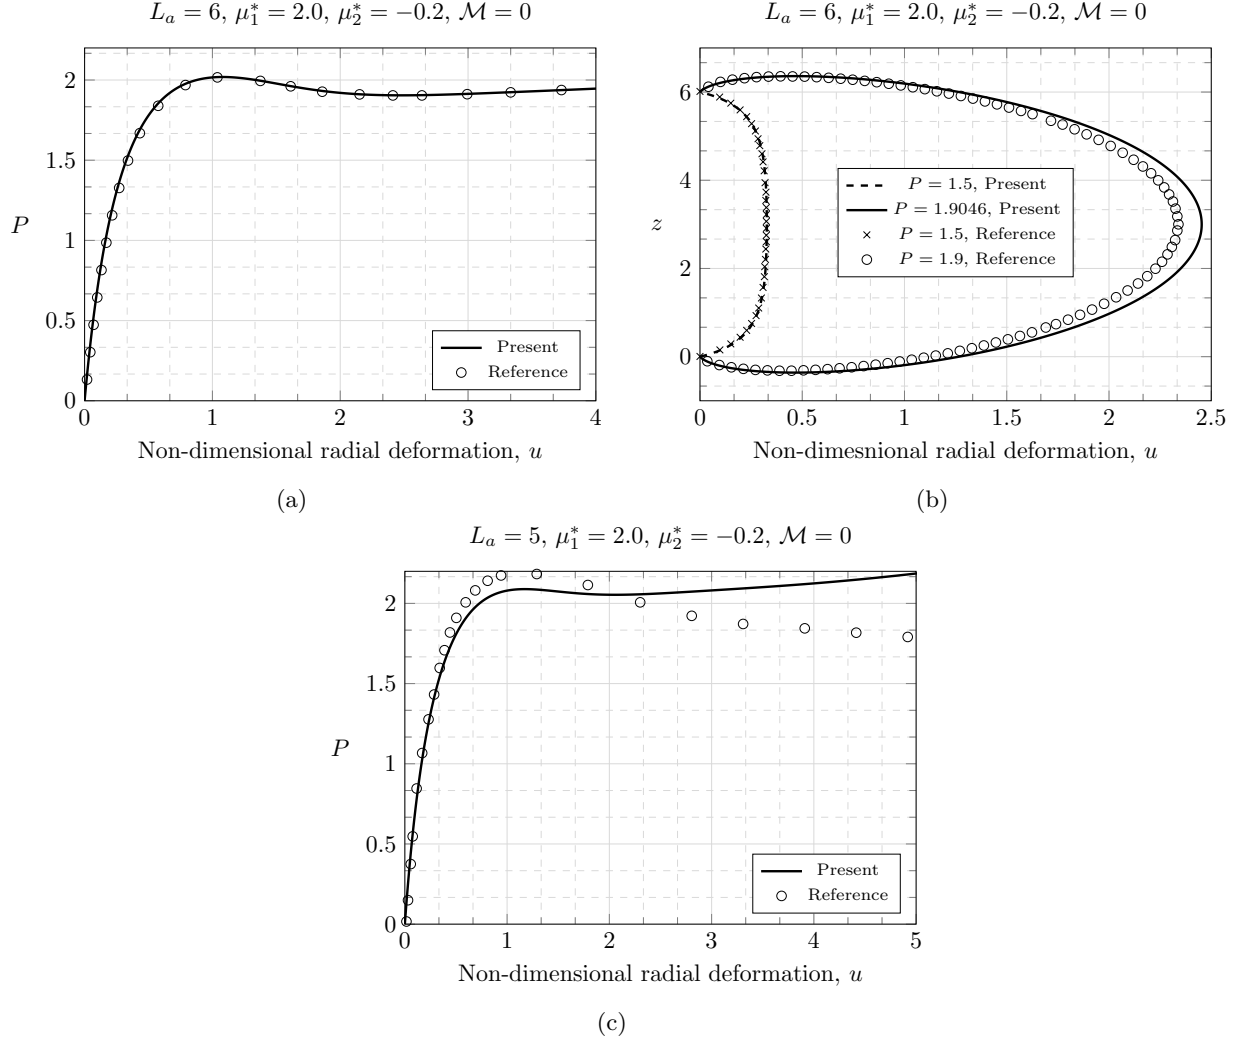 L_a = 6, μ_1^* = 2.0, μ_2^* = −0.2, ℳ = 0
2
1.5
P
1
0.5
0
Present
Reference
0 1 2 3 4
Non-dimensional radial deformation, u
(a)
L_a = 6, μ_1^* = 2.0, μ_2^* = −0.2, ℳ = 0
6
4
z
2
0
P = 1.5, Present
P = 1.9046, Present
P = 1.5, Reference
P = 1.9, Reference
0 0.5 1 1.5 2 2.5
Non-dimesnional radial deformation, u
(b)
L_a = 5, μ_1^* = 2.0, μ_2^* = −0.2, ℳ = 0
2
1.5
P
1
0.5
0
Present
Reference
0 1 2 3 4 5
Non-dimensional radial deformation, u
(c)